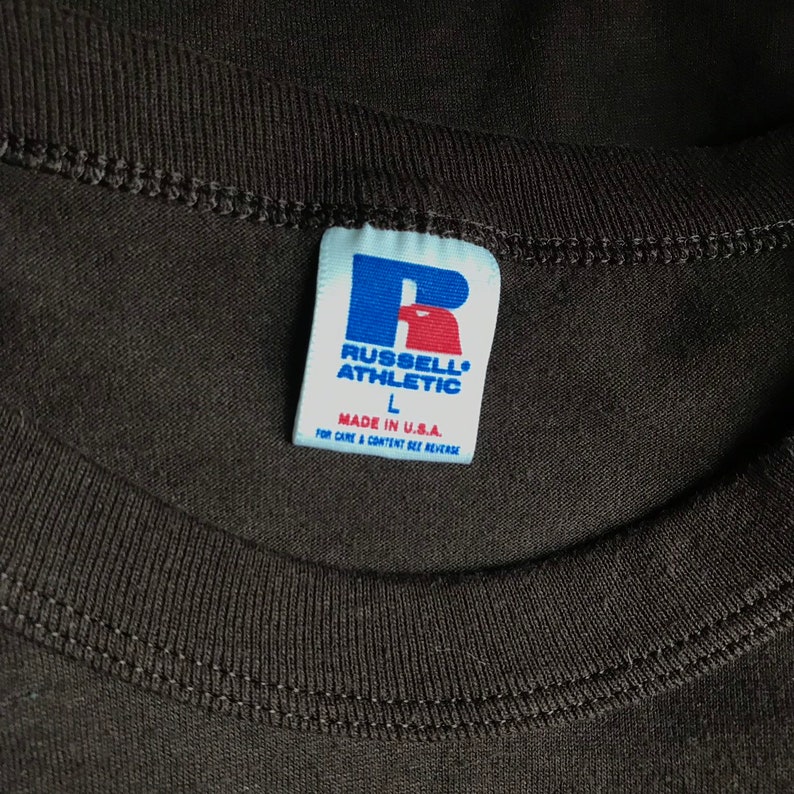 R
RUSSELL®
ATHLETIC
L
MADE IN U.S.A.
FOR CARE & CONTENT SEE REVERSE